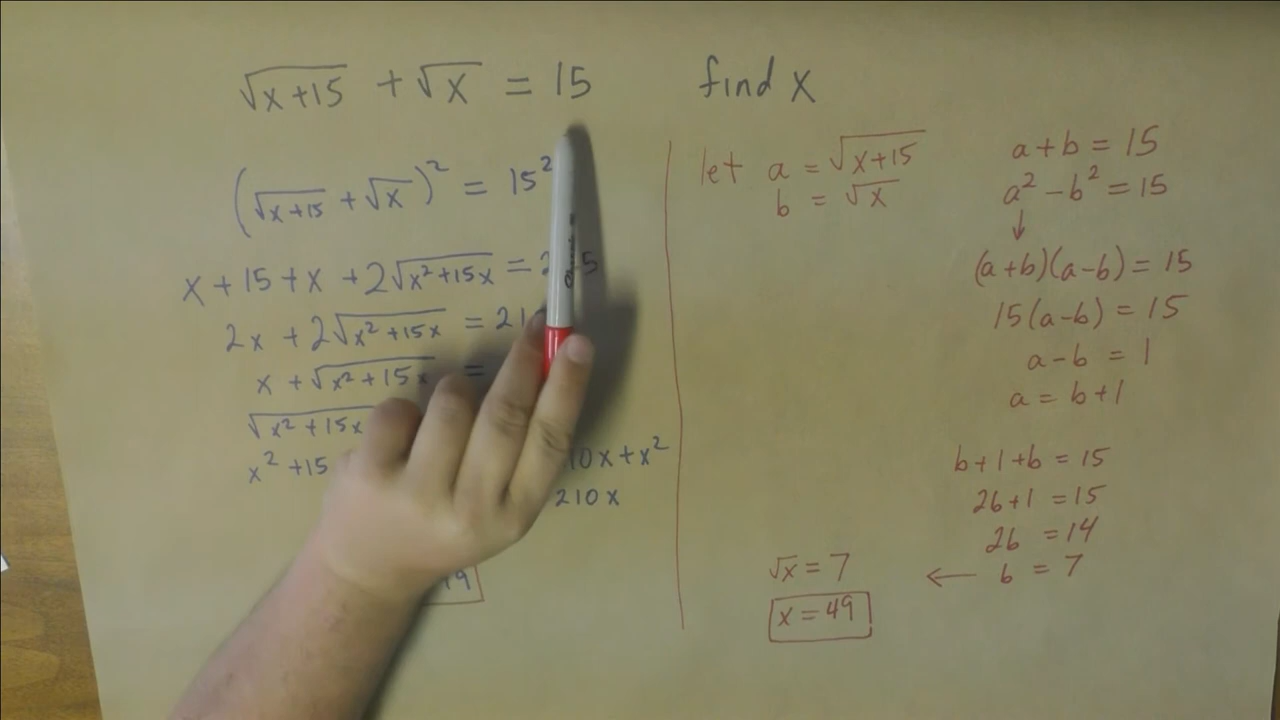 √x+15 + √x = 15 find x
(√x+15 + √x)² = 15²
x + 15 + x + 2√x²+15x =
2x + 2√x²+15x = 21
x + √x²+15x =
√x²+15x
x² + 15
10x + x²
210x
let a = √x+15
b = √x
a + b = 15
a² - b² = 15
↓
(a+b)(a-b) = 15
15(a-b) = 15
a - b = 1
a = b + 1
b + 1 + b = 15
2b + 1 = 15
2b = 14
√x = 7 ← b = 7
x = 49